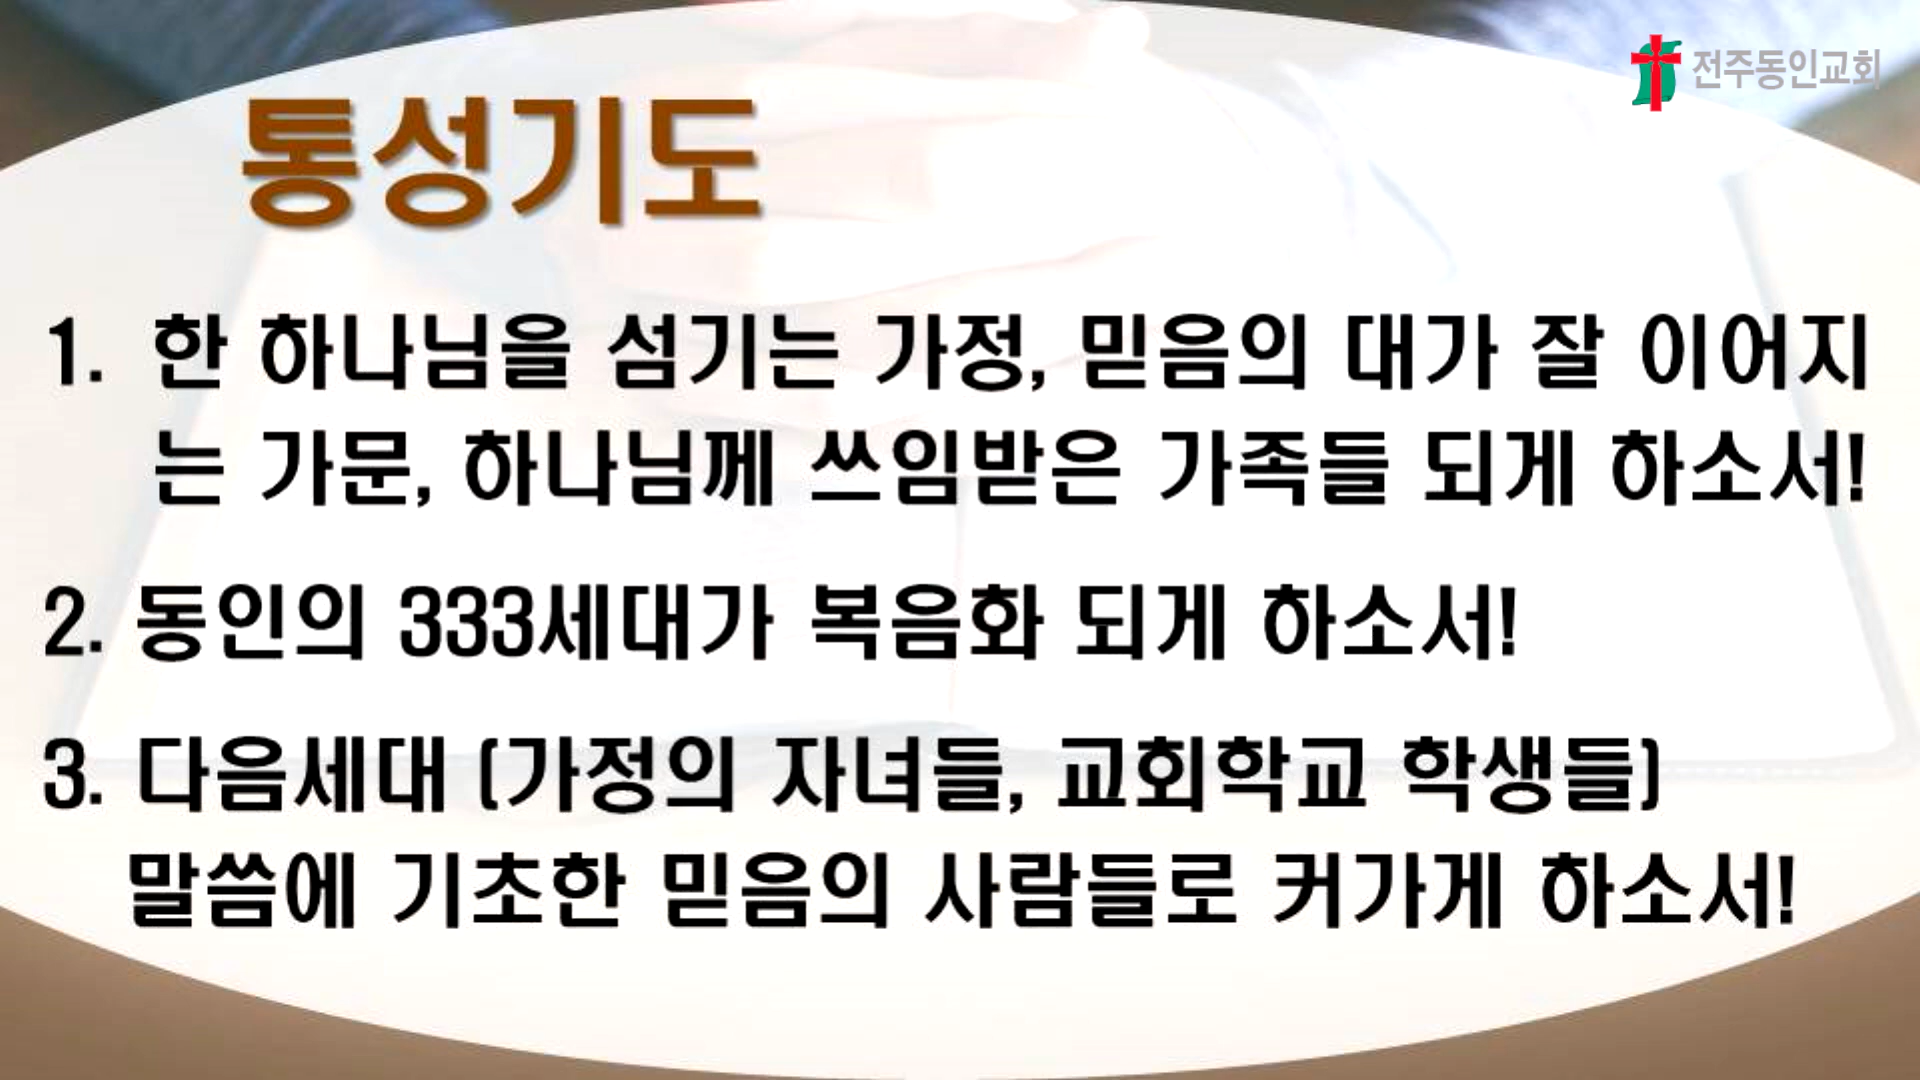 전주동인교회
통성기도
1. 한 하나님을 섬기는 가정, 믿음의 대가 잘 이어지
는 가문, 하나님께 쓰임받은 가족들 되게 하소서!
2. 동인의 333세대가 복음화 되게 하소서!
3. 다음세대 (가정의 자녀들, 교회학교 학생들)
말씀에 기초한 믿음의 사람들로 커가게 하소서!